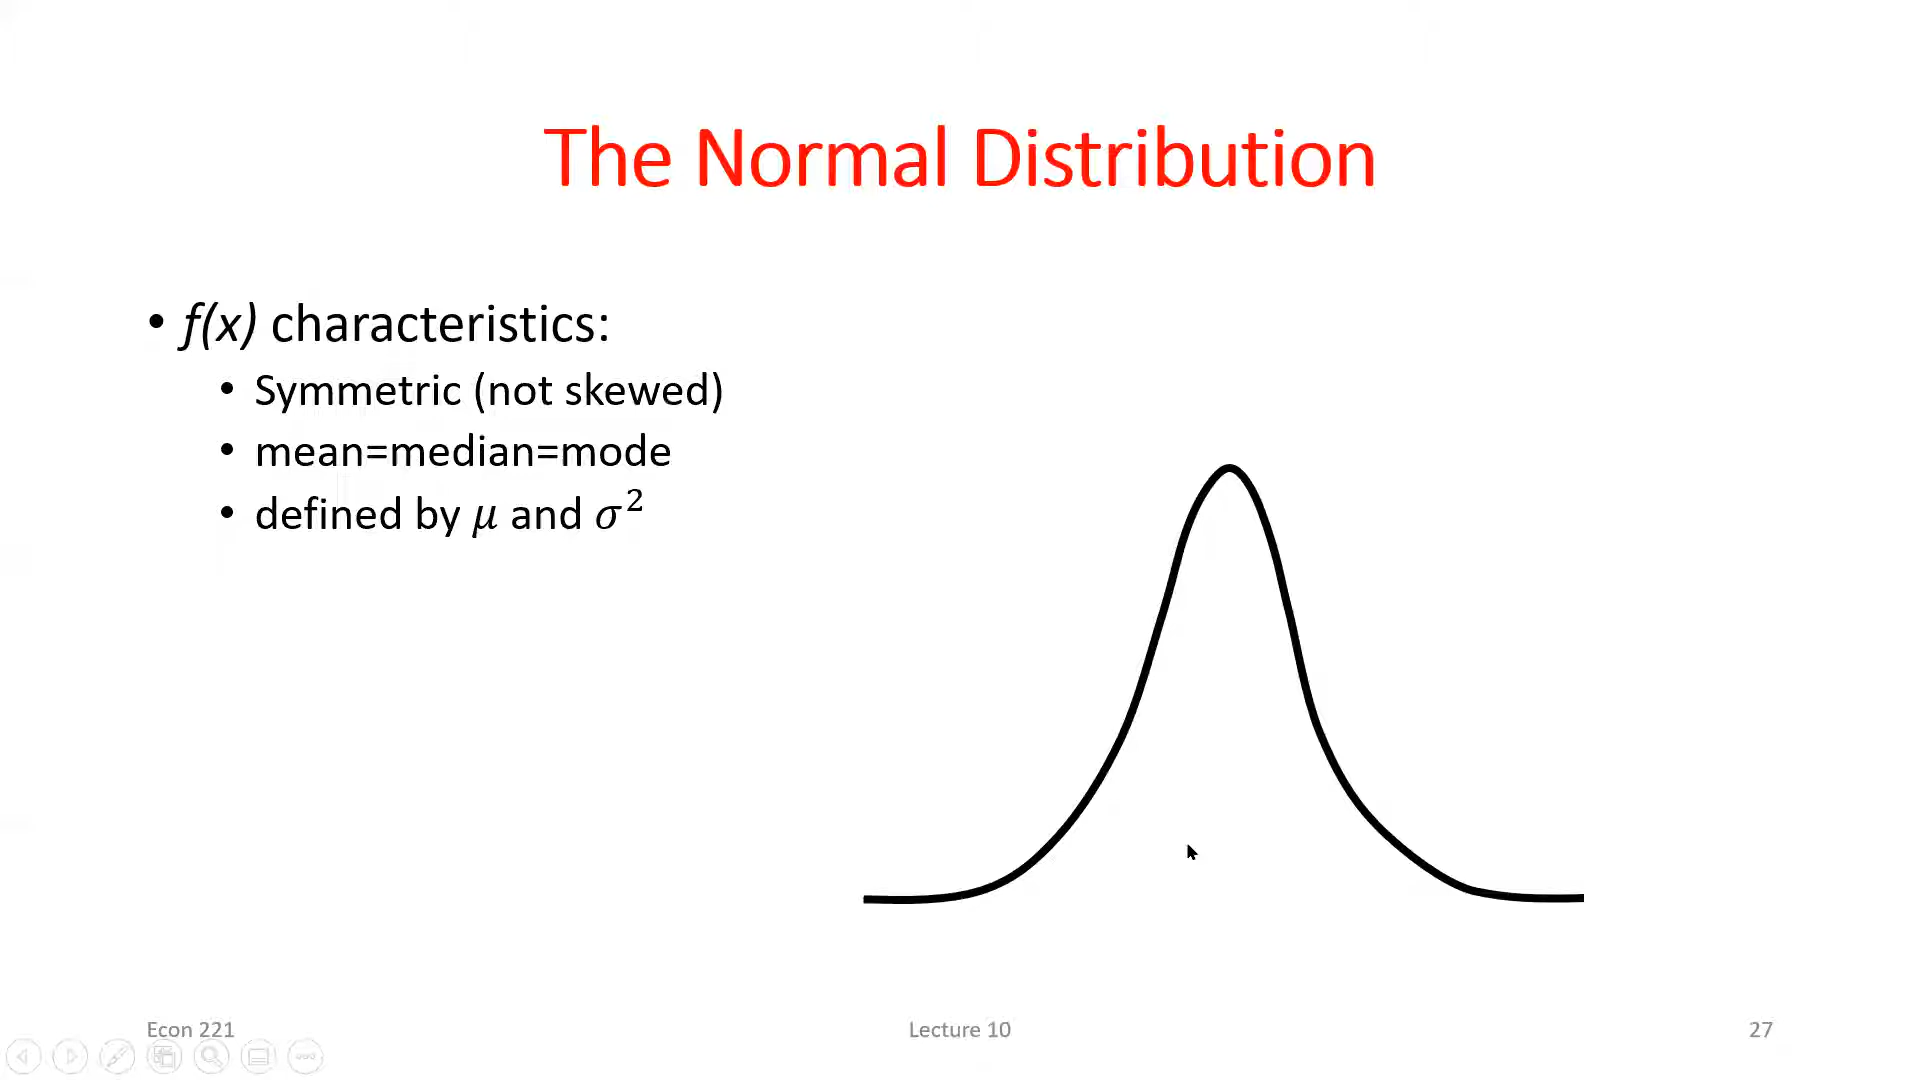 The Normal Distribution
• f(x) characteristics:
• Symmetric (not skewed)
• mean=median=mode
• defined by μ and σ²
Econ 221
Lecture 10
27